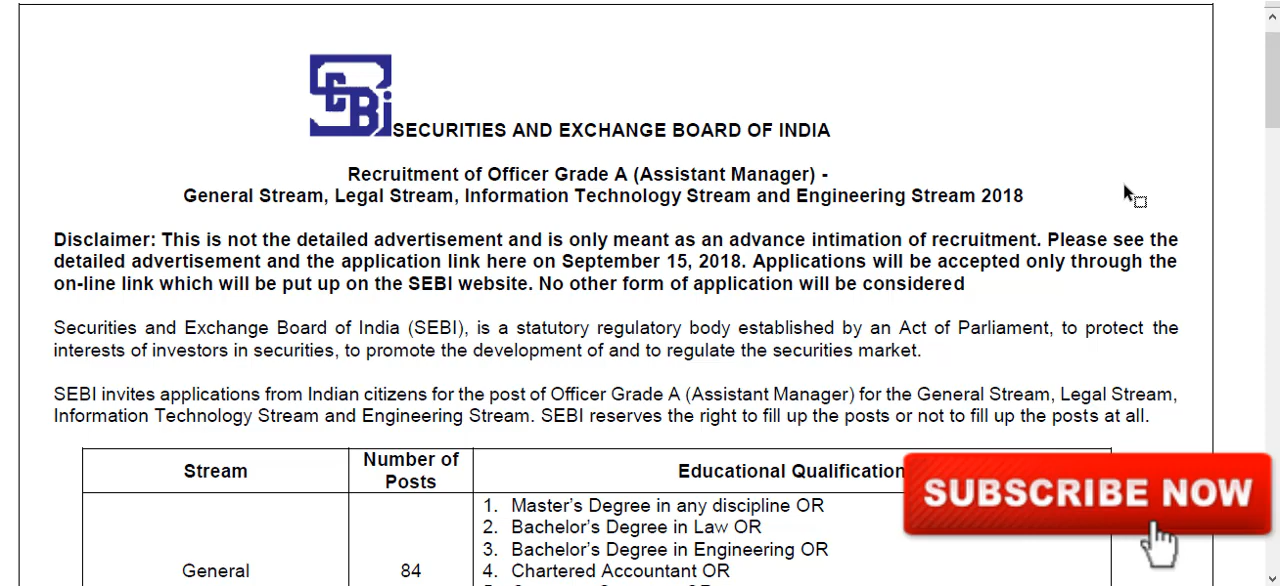 SEBI
SECURITIES AND EXCHANGE BOARD OF INDIA
Recruitment of Officer Grade A (Assistant Manager) -
General Stream, Legal Stream, Information Technology Stream and Engineering Stream 2018
Disclaimer: This is not the detailed advertisement and is only meant as an advance intimation of recruitment. Please see the
detailed advertisement and the application link here on September 15, 2018. Applications will be accepted only through the
on-line link which will be put up on the SEBI website. No other form of application will be considered
Securities and Exchange Board of India (SEBI), is a statutory regulatory body established by an Act of Parliament, to protect the
interests of investors in securities, to promote the development of and to regulate the securities market.
SEBI invites applications from Indian citizens for the post of Officer Grade A (Assistant Manager) for the General Stream, Legal Stream,
Information Technology Stream and Engineering Stream. SEBI reserves the right to fill up the posts or not to fill up the posts at all.
Stream
Number of
Posts
Educational Qualification
General
84
1. Master's Degree in any discipline OR
2. Bachelor's Degree in Law OR
3. Bachelor's Degree in Engineering OR
4. Chartered Accountant OR
SUBSCRIBE NOW